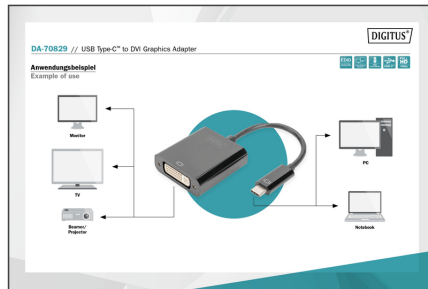 DIGITUS®
DA-70829 // USB Type-C™ to DVI Graphics Adapter
Anwendungsbeispiel
Example of use
Monitor
TV
Beamer/
Projector
PC
Notebook